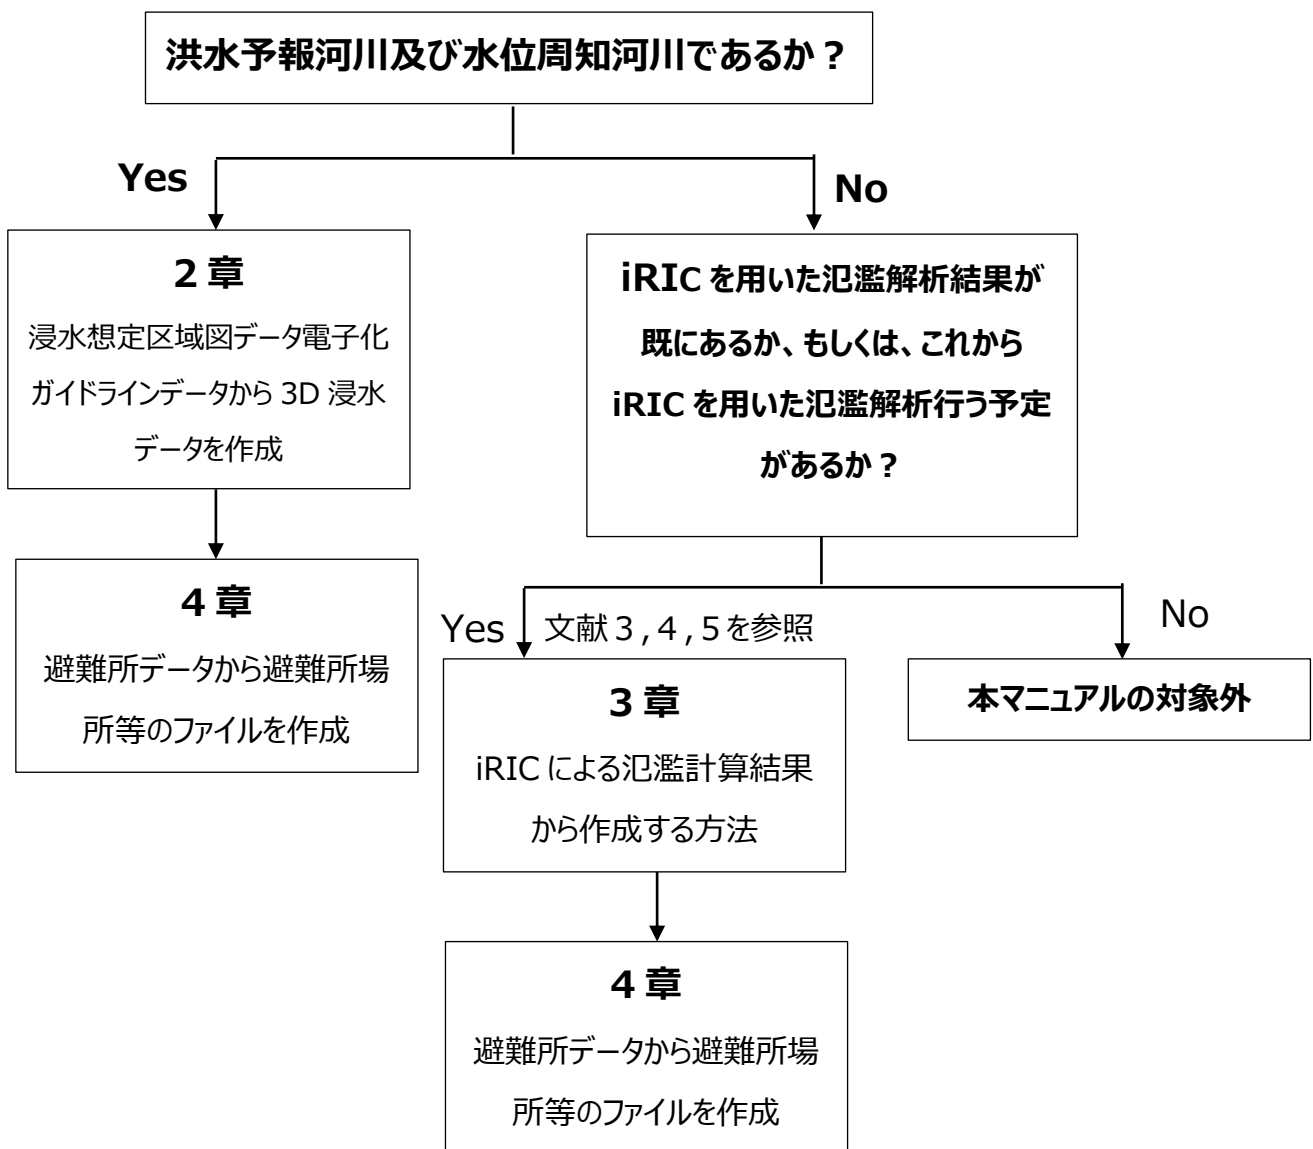 洪水予報河川及び水位周知河川であるか？
Yes
No
2 章
浸水想定区域図データ電子化
ガイドラインデータから 3D 浸水
データを作成
4 章
避難所データから避難所場
所等のファイルを作成
iRIC を用いた氾濫解析結果が
既にあるか、もしくは、これから
iRIC を用いた氾濫解析行う予定
があるか？
Yes
文献３,４,５を参照
No
3 章
iRIC による氾濫計算結果
から作成する方法
本マニュアルの対象外
4 章
避難所データから避難所場
所等のファイルを作成